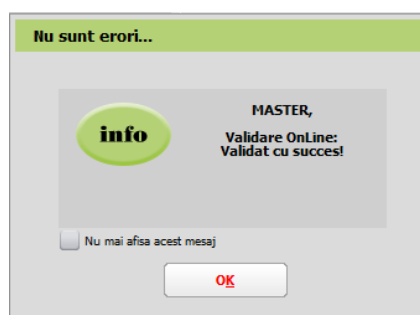 Nu sunt erori...
info
MASTER,
Validare OnLine:
Validat cu succes!
Nu mai afisa acest mesaj
OK